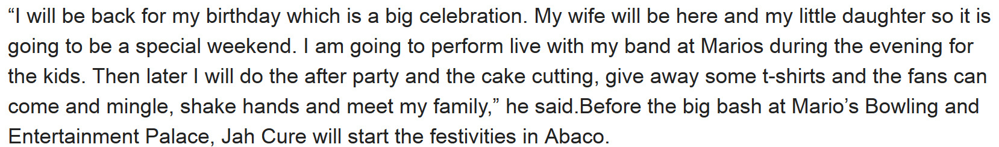 “I will be back for my birthday which is a big celebration. My wife will be here and my little daughter so it is
going to be a special weekend. I am going to perform live with my band at Marios during the evening for
the kids. Then later I will do the after party and the cake cutting, give away some t-shirts and the fans can
come and mingle, shake hands and meet my family,” he said.Before the big bash at Mario’s Bowling and
Entertainment Palace, Jah Cure will start the festivities in Abaco.